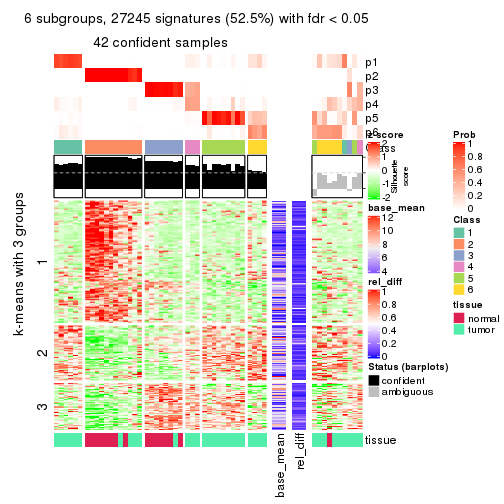 6 subgroups, 27245 signatures (52.5%) with fdr < 0.05
42 confident samples
p1
p2
p3
p4
p5
p6
Class
Silhouette score
k-means with 3 groups
1
2
3
base_mean
rel_diff
tissue
z-score
2
1
0
-1
-2
base_mean
12
10
8
6
4
rel_diff
1
0.8
0.6
0.4
0.2
0
Status (barplots)
confident
ambiguous
Prob
1
0.8
0.6
0.4
0.2
0
Class
1
2
3
4
5
6
tissue
normal
tumor